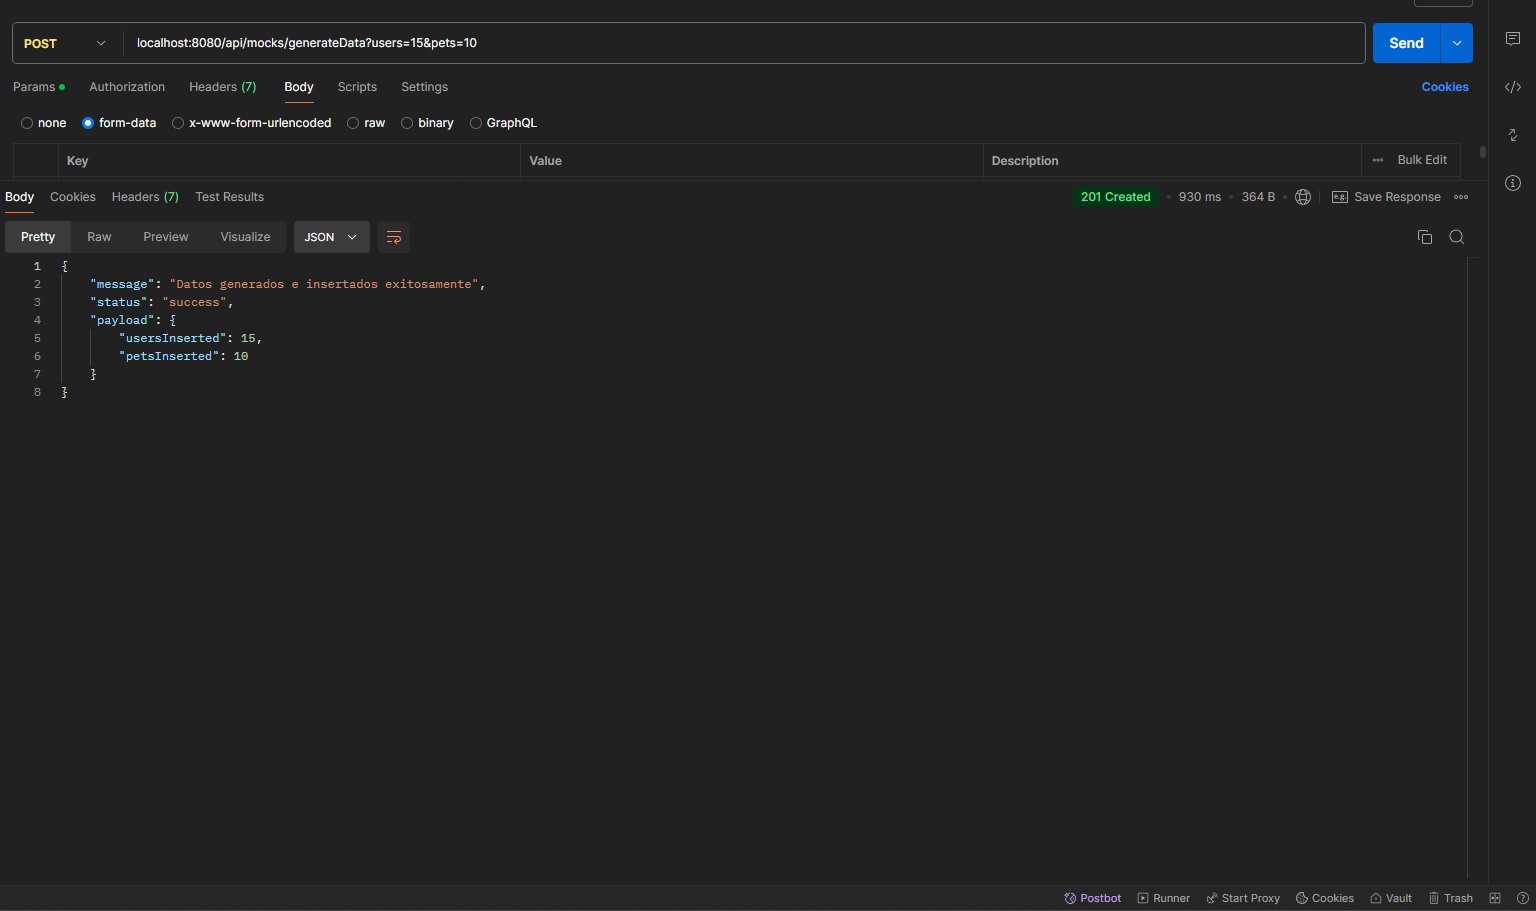 POST localhost:8080/api/mocks/generateData?users=15&pets=10 Send
Params Authorization Headers (7) Body Scripts Settings Cookies
none form-data x-www-form-urlencoded raw binary GraphQL
Key Value Description Bulk Edit
Body Cookies Headers (7) Test Results 201 Created 930 ms 364 B e.g. Save Response
Pretty Raw Preview Visualize JSON
1 {
2 "message": "Datos generados e insertados exitosamente",
3 "status": "success",
4 "payload": {
5 "usersInserted": 15,
6 "petsInserted": 10
7 }
8 }
Postbot Runner Start Proxy Cookies Vault Trash